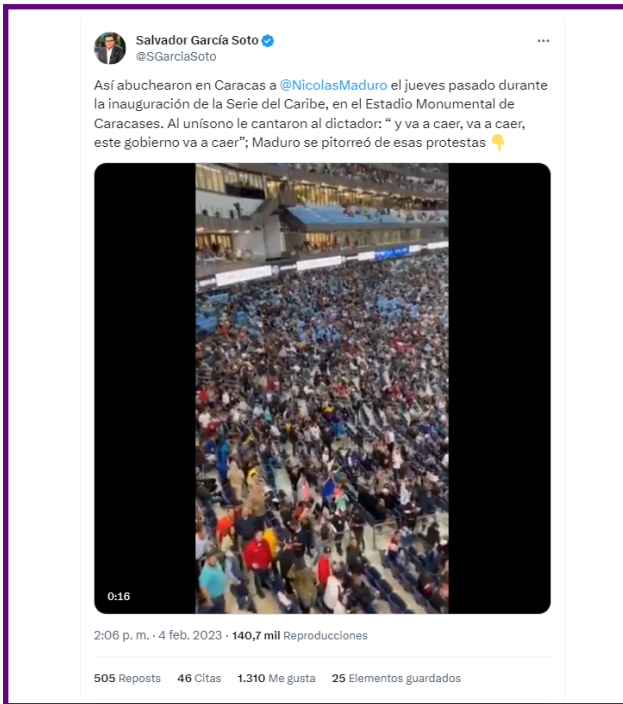 Salvador García Soto
@SGarciaSoto
Así abuchearon en Caracas a @NicolasMaduro el jueves pasado durante
la inauguración de la Serie del Caribe, en el Estadio Monumental de
Caracases. Al unísono le cantaron al dictador: “ y va a caer, va a caer,
este gobierno va a caer”; Maduro se pitorreó de esas protestas 👇
0:16
2:06 p. m. · 4 feb. 2023 · 140,7 mil Reproducciones
505 Reposts 46 Citas 1.310 Me gusta 25 Elementos guardados